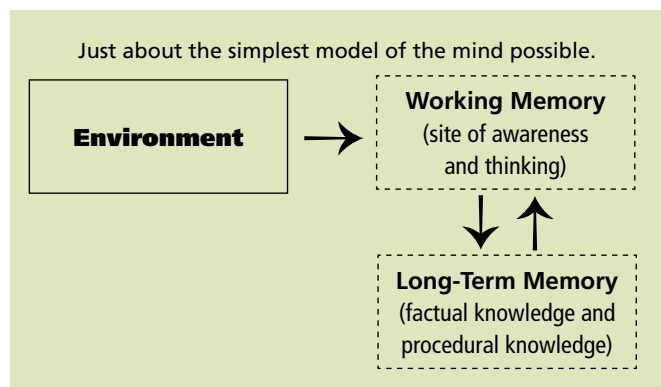 Just about the simplest model of the mind possible.
Environment
Working Memory
(site of awareness
and thinking)
Long-Term Memory
(factual knowledge and
procedural knowledge)